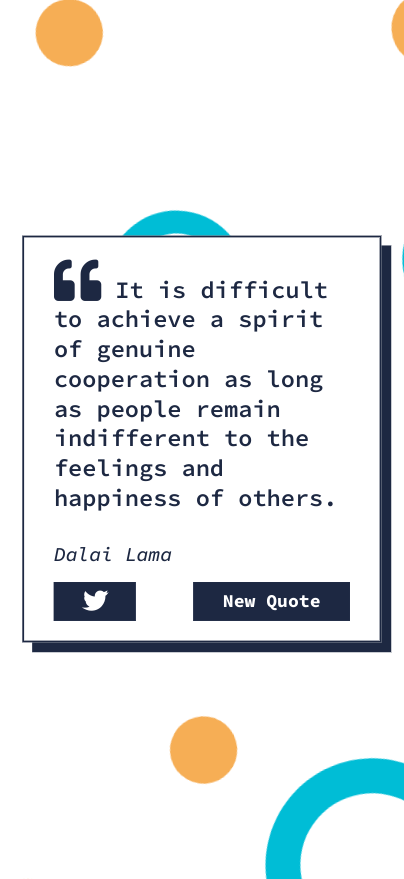 It is difficult
to achieve a spirit
of genuine
cooperation as long
as people remain
indifferent to the
feelings and
happiness of others.
Dalai Lama
New Quote